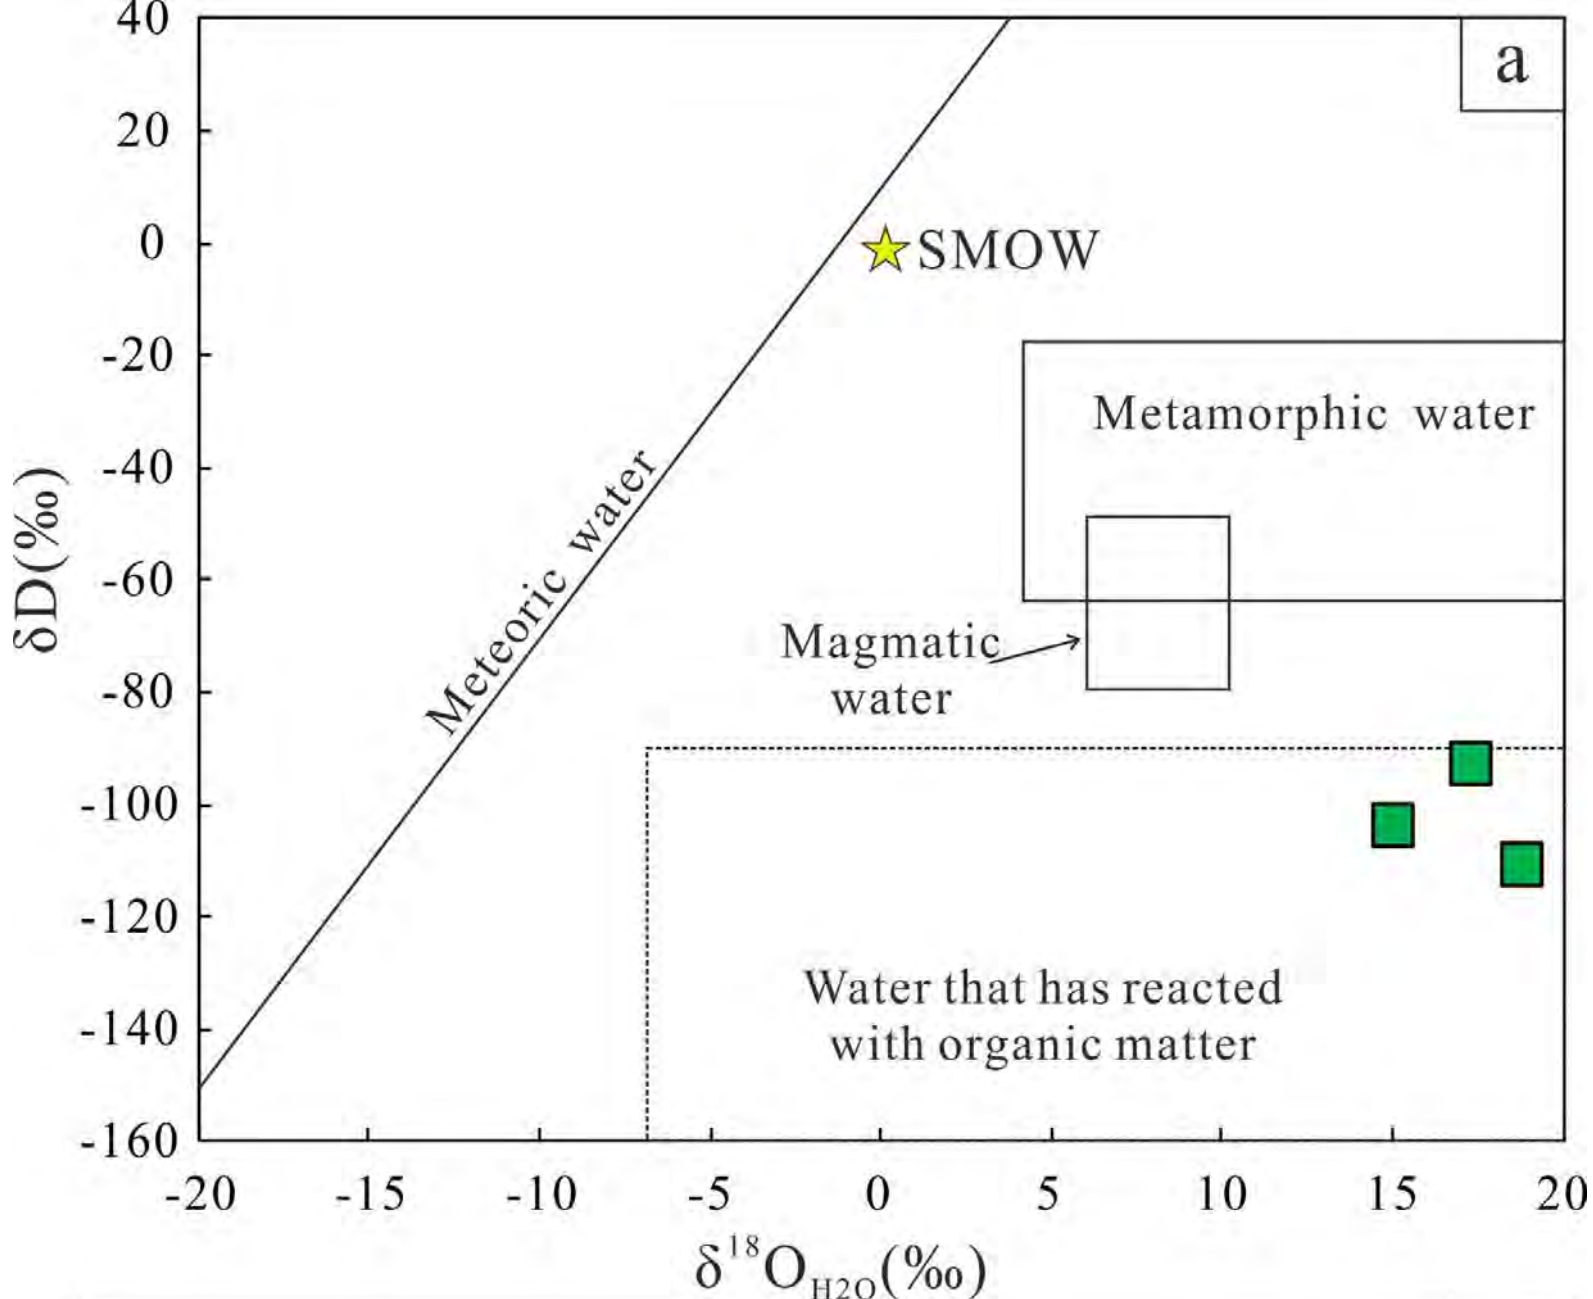 a
40
20
0
-20
-40
-60
-80
-100
-120
-140
-160
δD(‰)
SMOW
Metamorphic water
Meteoric water
Magmatic
water
Water that has reacted
with organic matter
-20 -15 -10 -5 0 5 10 15 20
δ¹⁸O_H2O(‰)